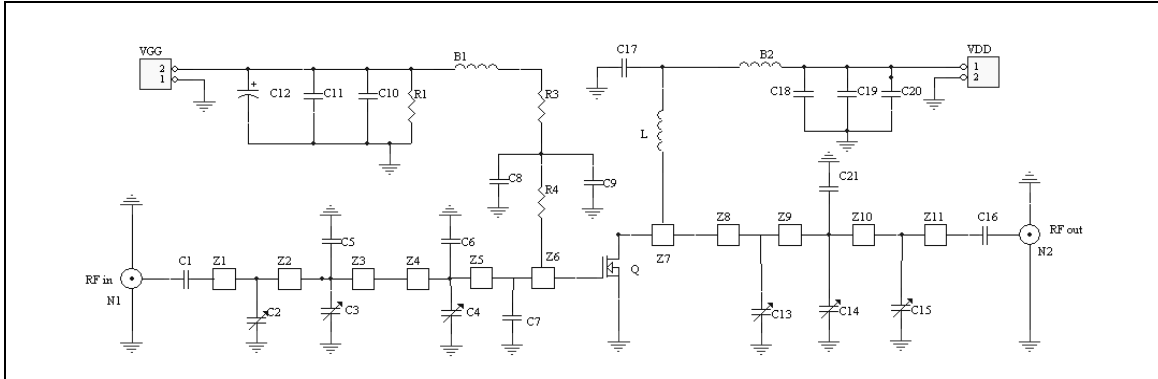 VGG
2
1
C12
+
C11
C10
R1
B1
R3
C8
C9
R4
C17
B2
L
C18
C19
C20
VDD
1
2
RF in
N1
C1
Z1
C2
Z2
C5
C3
Z3
Z4
C6
C4
Z5
C7
Z6
Q
Z7
Z8
C13
Z9
C21
C14
Z10
C15
Z11
C16
RF out
N2